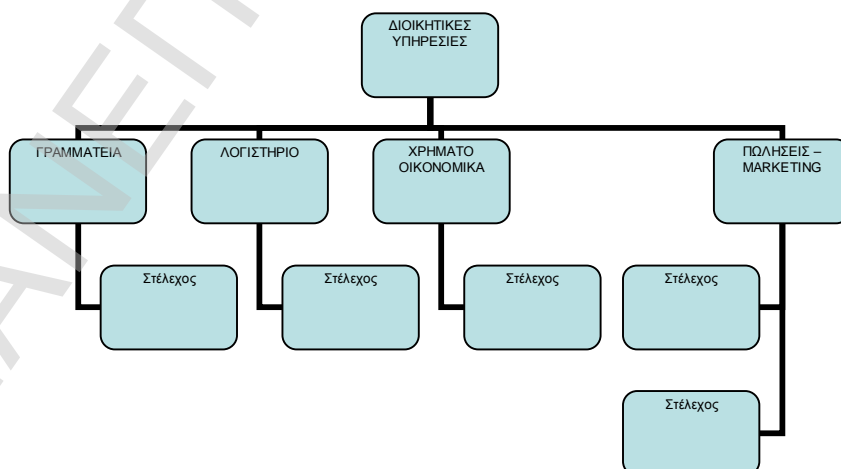 ΔΙΟΙΚΗΤΙΚΕΣ
ΥΠΗΡΕΣΙΕΣ
ΓΡΑΜΜΑΤΕΙΑ
ΛΟΓΙΣΤΗΡΙΟ
ΧΡΗΜΑΤΟ
ΟΙΚΟΝΟΜΙΚΑ
ΠΩΛΗΣΕΙΣ –
MARKETING
Στέλεχος
Στέλεχος
Στέλεχος
Στέλεχος
Στέλεχος